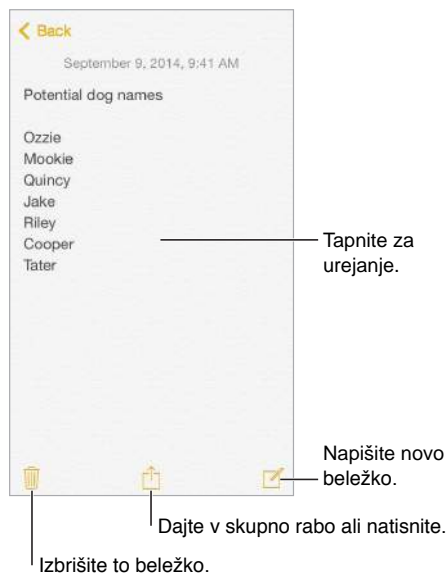 Back
September 9, 2014, 9:41 AM
Potential dog names
Ozzie
Mookie
Quincy
Jake
Riley
Cooper
Tater
Tapnite za
urejanje.
Napišite novo
beležko.
Dajte v skupno rabo ali natisnite.
Izbrišite to beležko.